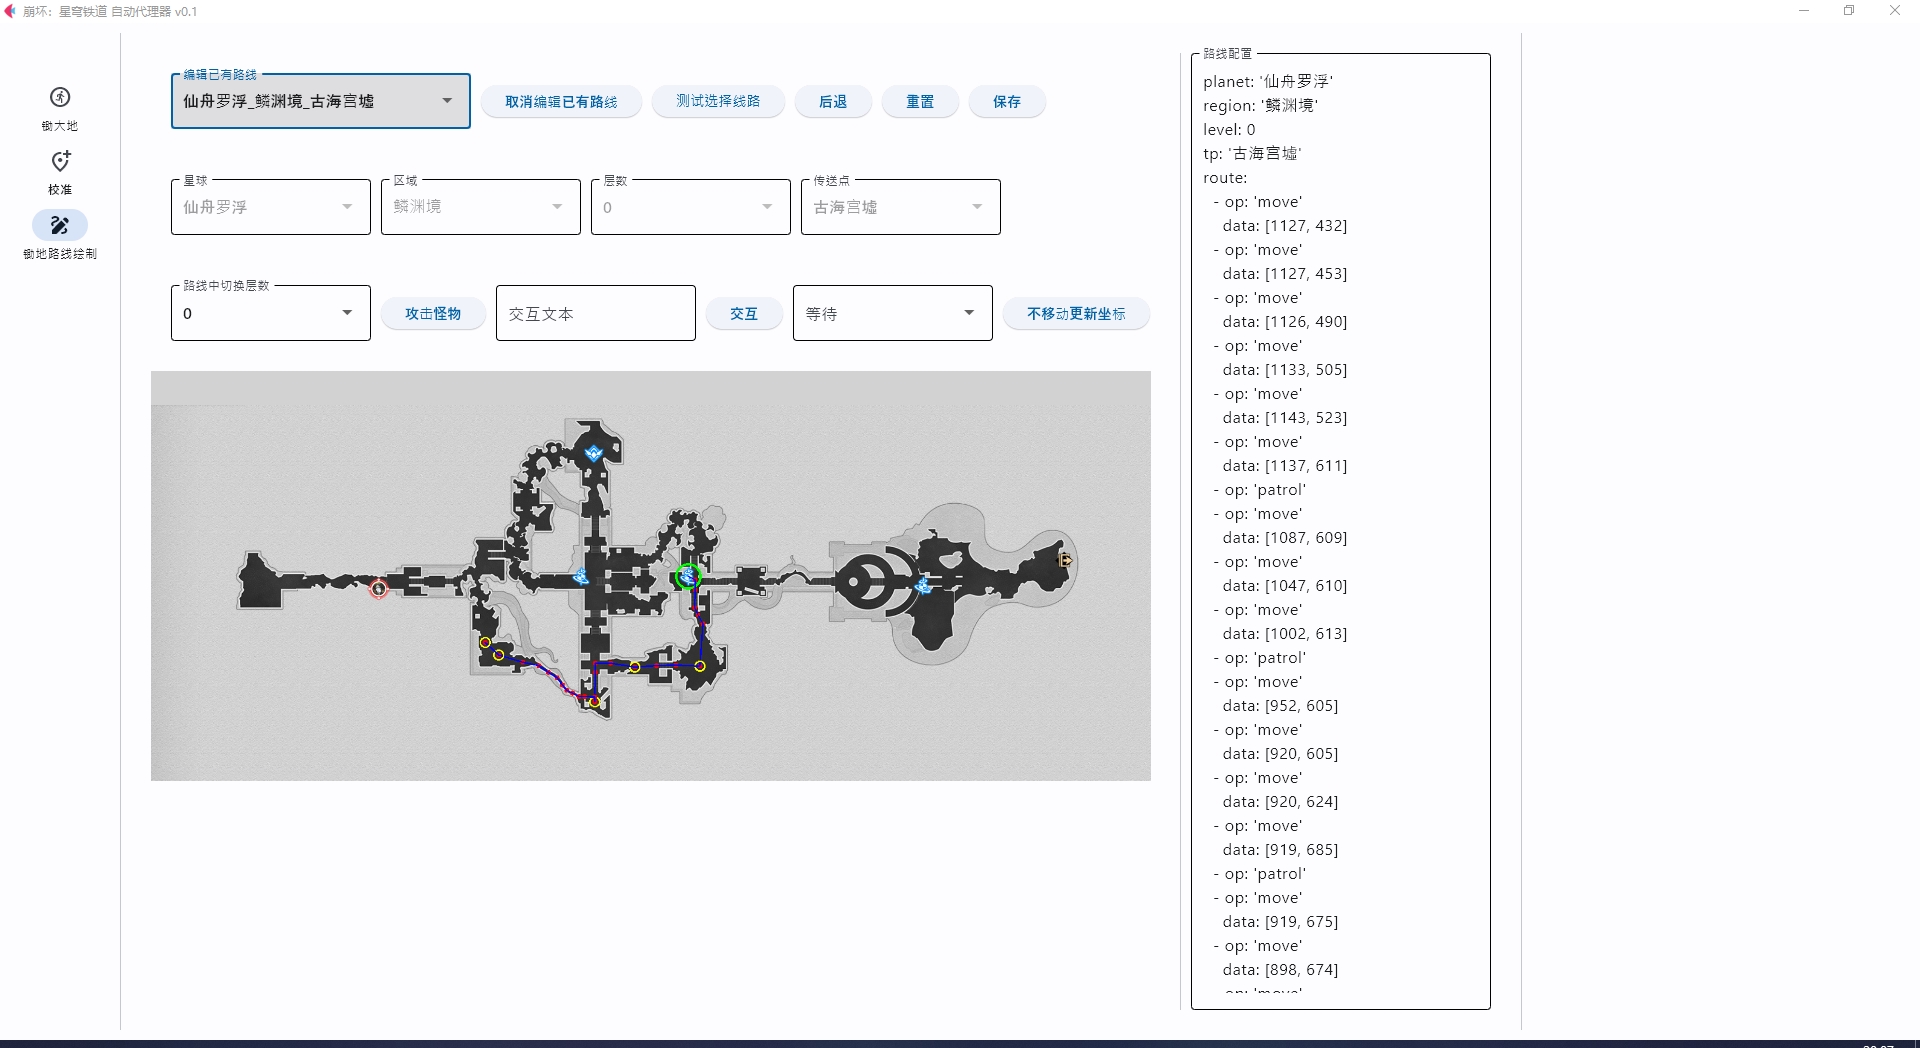 崩坏：星穹铁道 自动代理器 v0.1
锄大地
校准
锄地路线绘制
编辑已有路线
仙舟罗浮_鳞渊境_古海宫墟
取消编辑已有路线
测试选择线路
后退
重置
保存
星球
仙舟罗浮
区域
鳞渊境
层数
0
传送点
古海宫墟
路线中切换层数
0
攻击怪物
交互文本
交互
等待
不移动更新坐标
路线配置
planet: '仙舟罗浮'
region: '鳞渊境'
level: 0
tp: '古海宫墟'
route:
- op: 'move'
data: [1127, 432]
- op: 'move'
data: [1127, 453]
- op: 'move'
data: [1126, 490]
- op: 'move'
data: [1133, 505]
- op: 'move'
data: [1143, 523]
- op: 'move'
data: [1137, 611]
- op: 'patrol'
- op: 'move'
data: [1087, 609]
- op: 'move'
data: [1047, 610]
- op: 'move'
data: [1002, 613]
- op: 'patrol'
- op: 'move'
data: [952, 605]
- op: 'move'
data: [920, 605]
- op: 'move'
data: [920, 624]
- op: 'move'
data: [919, 685]
- op: 'patrol'
- op: 'move'
data: [919, 675]
- op: 'move'
data: [898, 674]